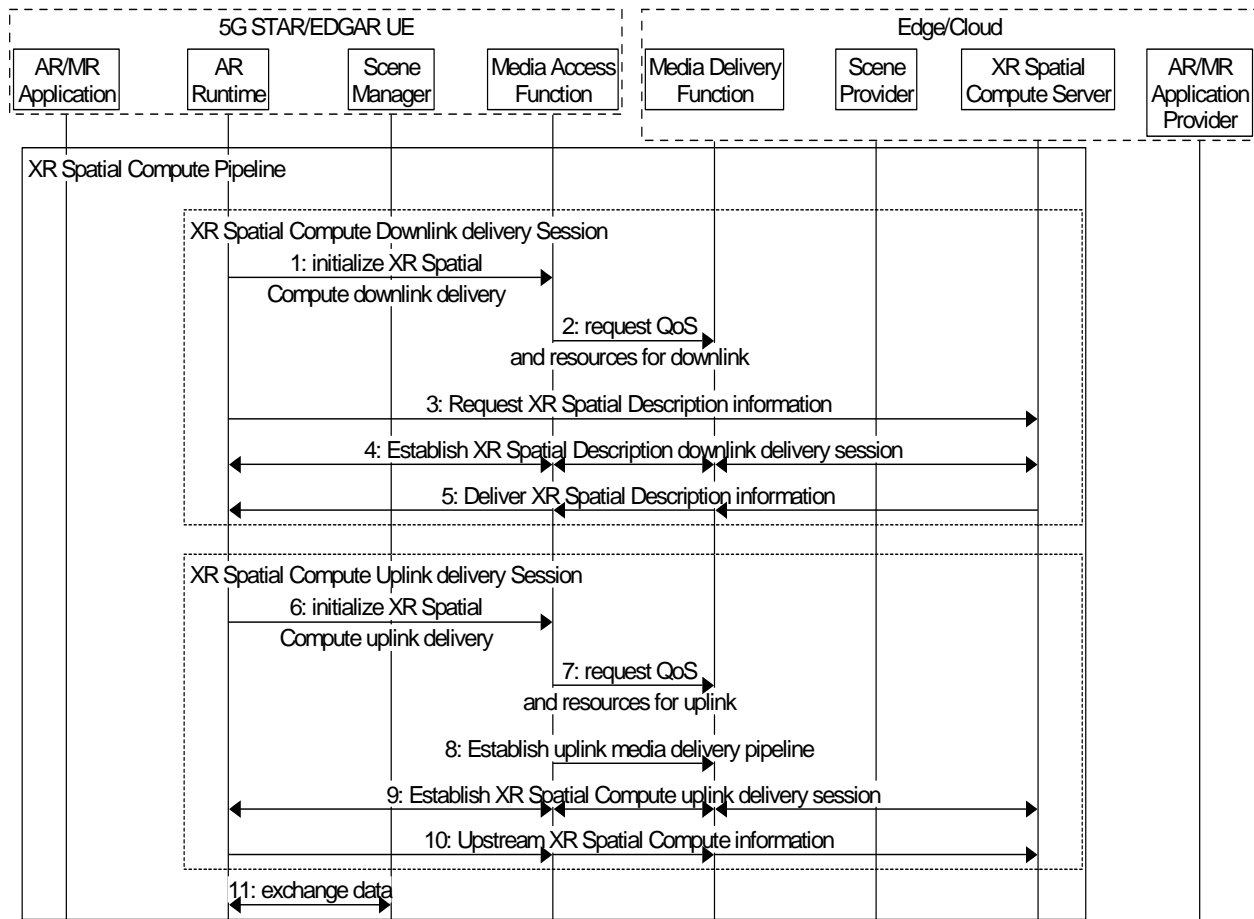 5G STAR/EDGAR UE
Edge/Cloud
AR/MR
Application
AR
Runtime
Scene
Manager
Media Access
Function
Media Delivery
Function
Scene
Provider
XR Spatial
Compute Server
AR/MR
Application
Provider
XR Spatial Compute Pipeline
XR Spatial Compute Downlink delivery Session
1: initialize XR Spatial
Compute downlink delivery
2: request QoS
and resources for downlink
3: Request XR Spatial Description information
4: Establish XR Spatial Description downlink delivery session
5: Deliver XR Spatial Description information
XR Spatial Compute Uplink delivery Session
6: initialize XR Spatial
Compute uplink delivery
7: request QoS
and resources for uplink
8: Establish uplink media delivery pipeline
9: Establish XR Spatial Compute uplink delivery session
10: Upstream XR Spatial Compute information
11: exchange data